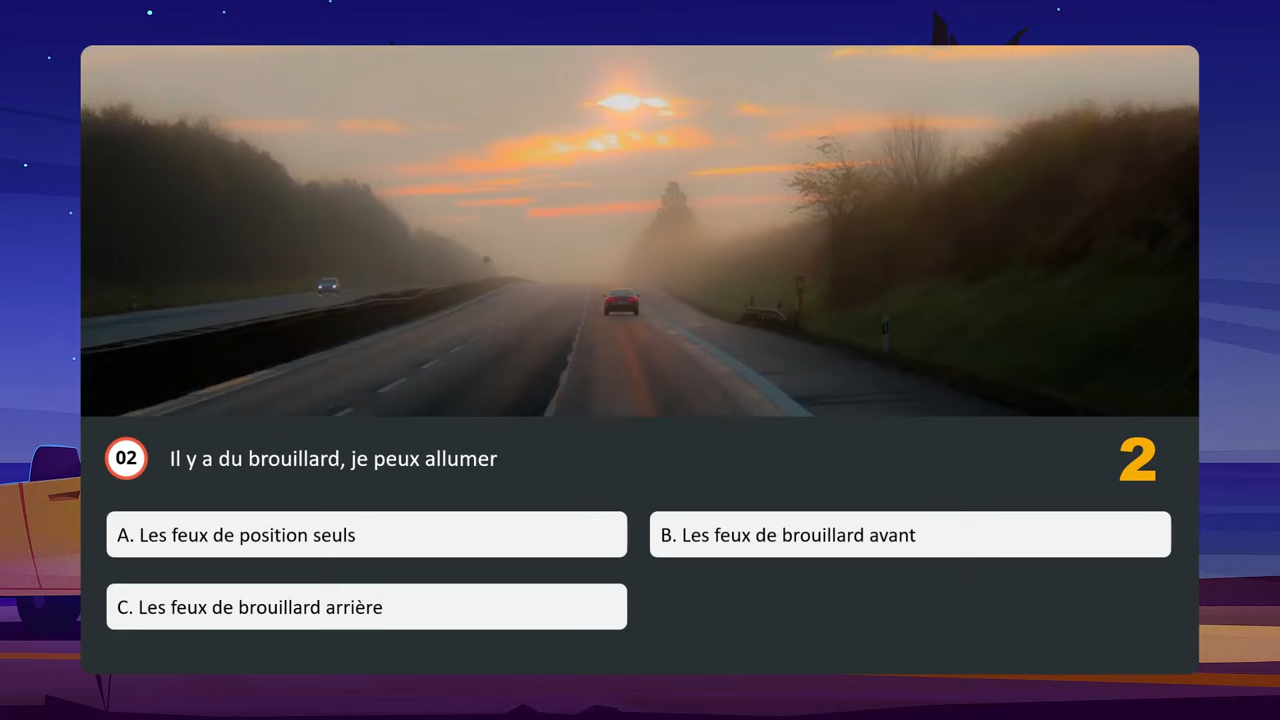 02 Il y a du brouillard, je peux allumer 2
A. Les feux de position seuls
B. Les feux de brouillard avant
C. Les feux de brouillard arrière